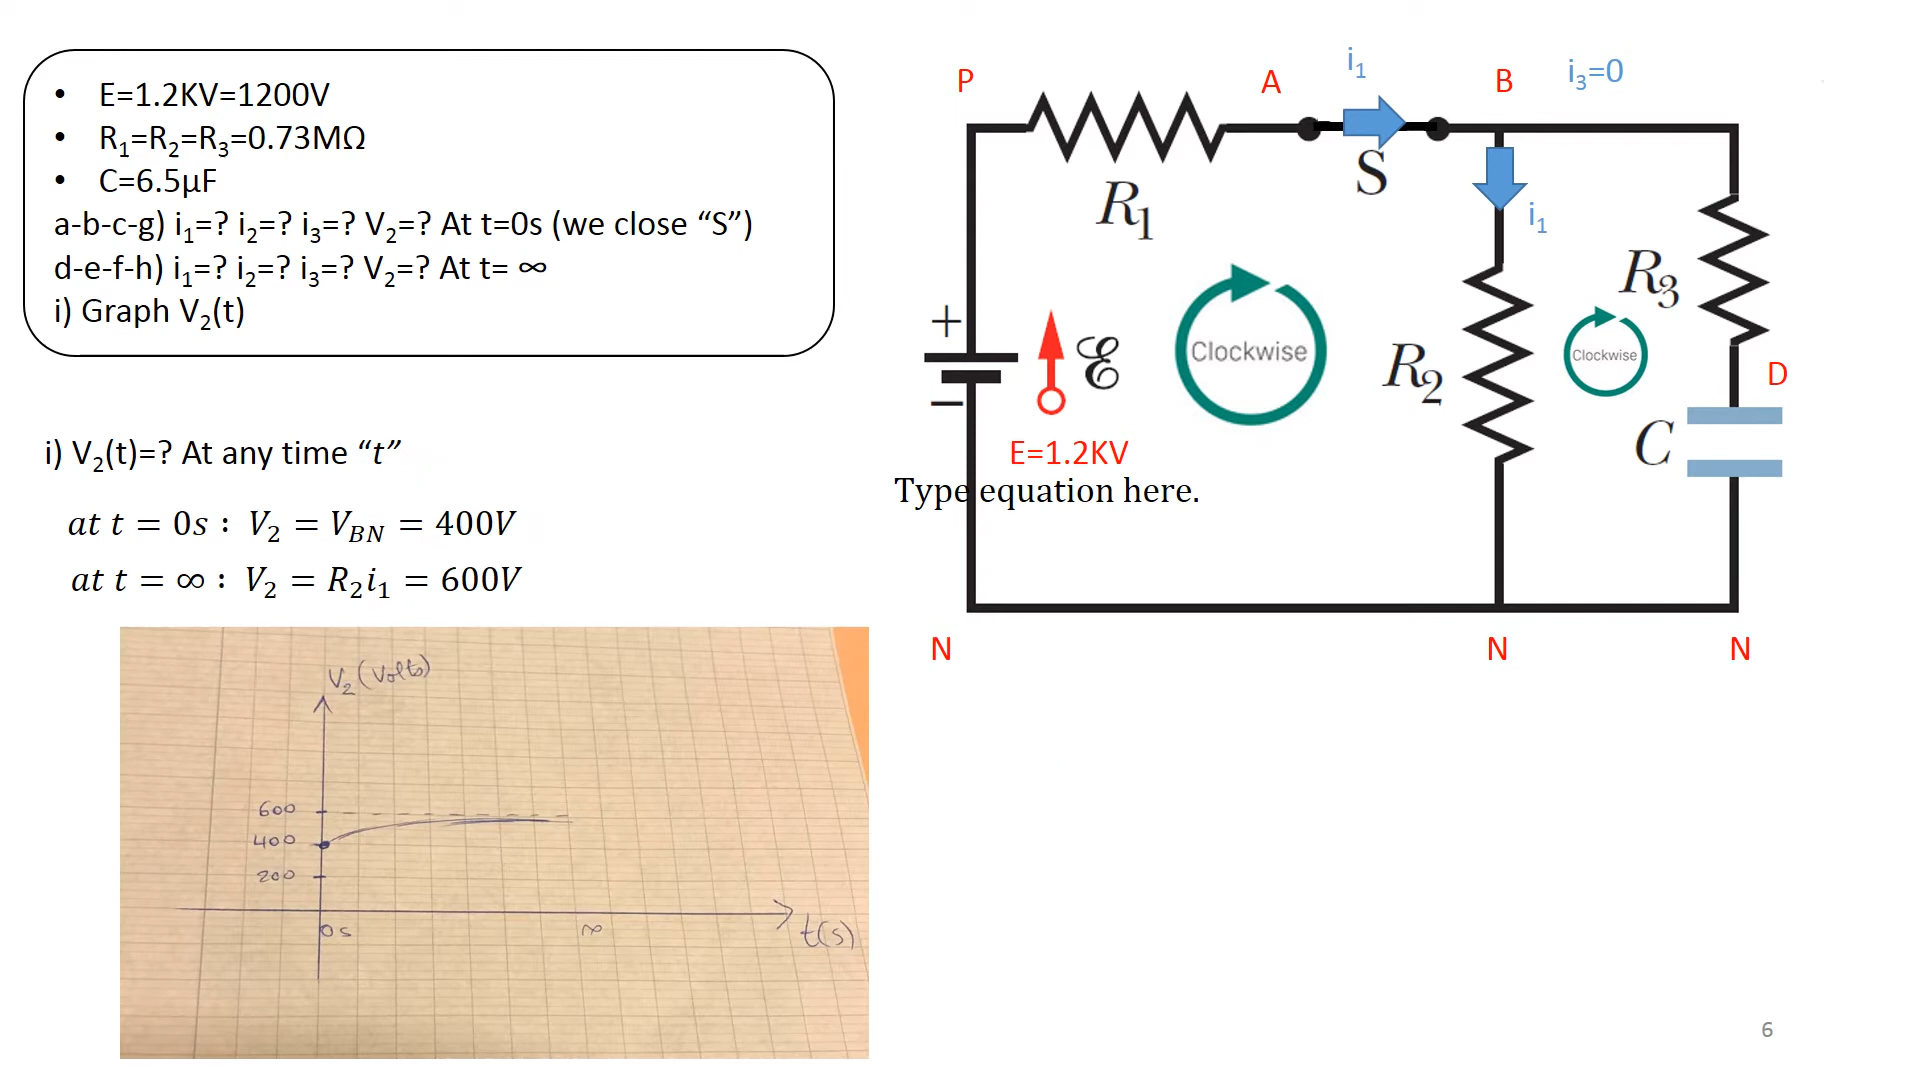 • E=1.2KV=1200V
• R₁=R₂=R₃=0.73MΩ
• C=6.5µF
a-b-c-g) i₁=? i₂=? i₃=? V₂=? At t=0s (we close “S”)
d-e-f-h) i₁=? i₂=? i₃=? V₂=? At t= ∞
i) Graph V₂(t)
i) V₂(t)=? At any time “t”
at t = 0s : V₂ = V_BN = 400V
at t = ∞ : V₂ = R₂i₁ = 600V
V₂ (Volts)
600
400
200
0s
∞
t(s)
P
A
i₁
B
i₃=0
R₁
S
i₁
R₃
+
ℰ
Clockwise
R₂
Clockwise
D
−
E=1.2KV
C
Type equation here.
N
N
N
6